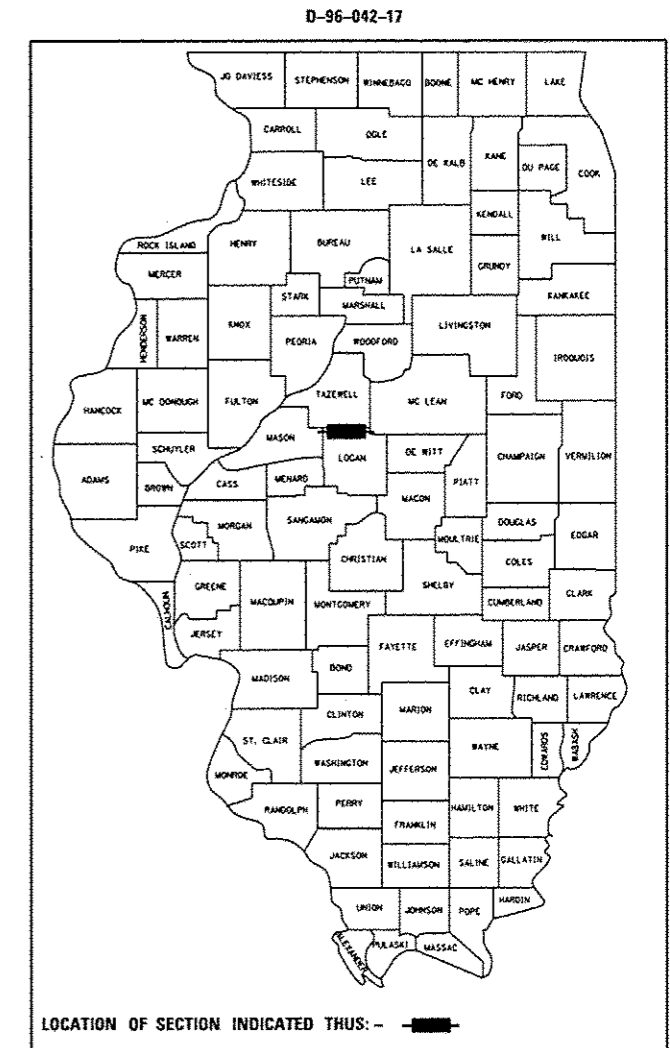 D-96-042-17
JO DAVIESS STEPHENSON WINNEBAGO BOONE MC HENRY LAKE
CARROLL OGLE DE KALB KANE DU PAGE COOK
WHITESIDE LEE
KENDALL WILL
ROCK ISLAND HENRY BUREAU LA SALLE GRUNDY
MERCER PUTNAM
STARK MARSHALL KANKAKEE
HENDERSON WARREN KNOX PEORIA WOODFORD LIVINGSTON IROQUOIS
HANCOCK MC DONOUGH FULTON TAZEWELL MC LEAN FORD
MASON
SCHUYLER LOGAN DE WITT CHAMPAIGN VERMILION
ADAMS BROWN CASS MENARD PIATT
MACON
MORGAN SANGAMON DOUGLAS EDGAR
PIKE SCOTT CHRISTIAN MOULTRIE COLES
GREENE SHELBY
CALHOUN MACOUPIN MONTGOMERY CUMBERLAND CLARK
JERSEY
FAYETTE EFFINGHAM JASPER CRAWFORD
MADISON BOND
CLAY RICHLAND LAWRENCE
CLINTON MARION
ST. CLAIR WAYNE EDWARDS WABASH
MONROE WASHINGTON JEFFERSON
RANDOLPH PERRY HAMILTON WHITE
FRANKLIN
JACKSON WILLIAMSON SALINE GALLATIN
UNION JOHNSON POPE HARDIN
ALEXANDER PULASKI MASSAC
LOCATION OF SECTION INDICATED THUS: -